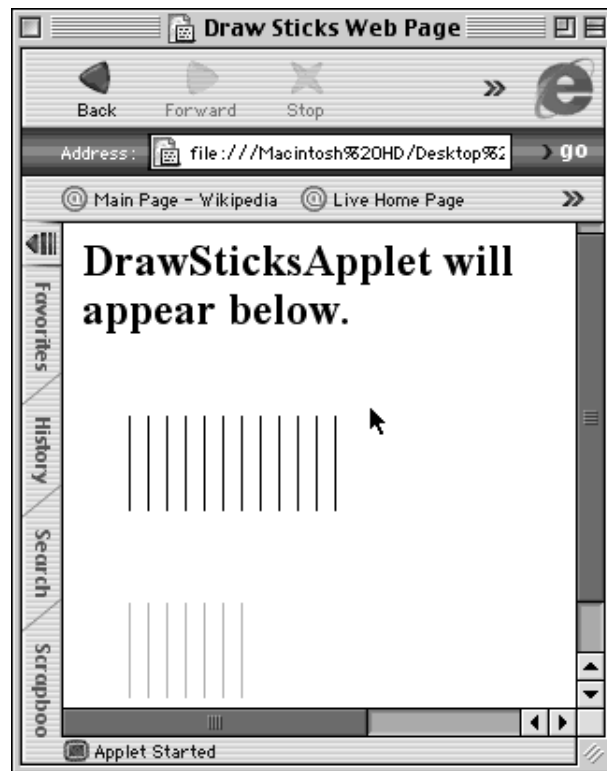 Draw Sticks Web Page
Back Forward Stop »
Address: file:///Macintosh%20HD/Desktop%2 go
@ Main Page - Wikipedia @ Live Home Page »
DrawSticksApplet will
appear below.
Favorites
History
Search
Scrapboo
Applet Started